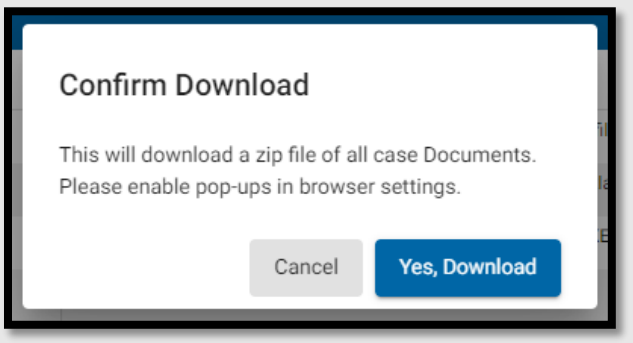 Confirm Download
This will download a zip file of all case Documents.
Please enable pop-ups in browser settings.
Cancel
Yes, Download